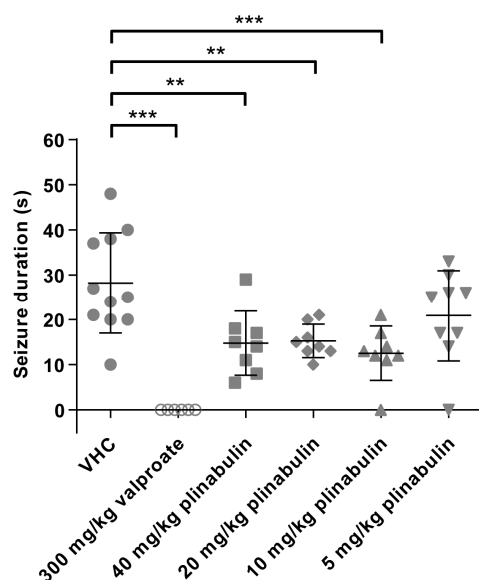 ***
**
**
***
60
50
40
30
20
10
0
Seizure duration (s)
VHC
300 mg/kg valproate
40 mg/kg plinabulin
20 mg/kg plinabulin
10 mg/kg plinabulin
5 mg/kg plinabulin